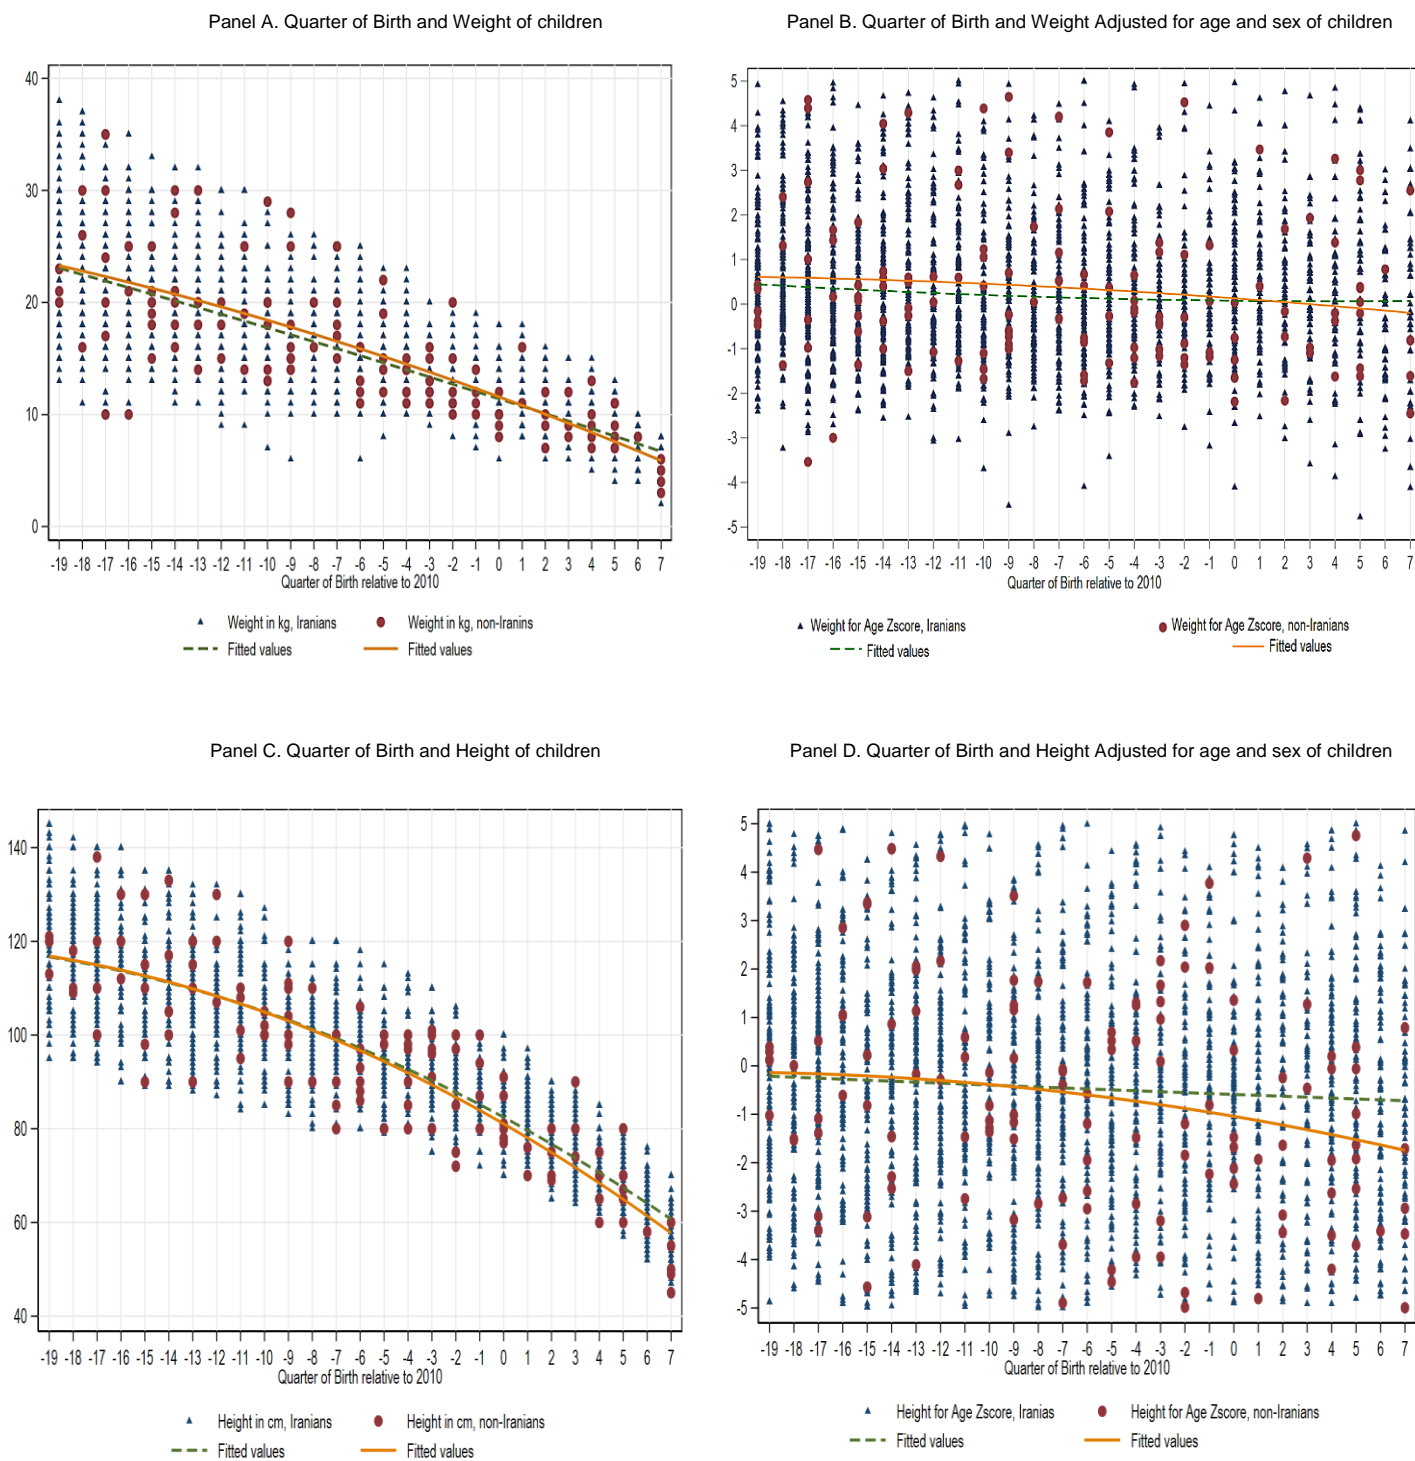 Panel A. Quarter of Birth and Weight of children
40
30
20
10
0
-19 -18 -17 -16 -15 -14 -13 -12 -11 -10 -9 -8 -7 -6 -5 -4 -3 -2 -1 0 1 2 3 4 5 6 7
Quarter of Birth relative to 2010
Weight in kg, Iranians
Weight in kg, non-Iranins
Fitted values
Fitted values
Panel B. Quarter of Birth and Weight Adjusted for age and sex of children
5
4
3
2
1
0
-1
-2
-3
-4
-5
-19 -18 -17 -16 -15 -14 -13 -12 -11 -10 -9 -8 -7 -6 -5 -4 -3 -2 -1 0 1 2 3 4 5 6 7
Quarter of Birth relative to 2010
Weight for Age Zscore, Iranians
Weight for Age Zscore, non-Iranians
Fitted values
Fitted values
Panel C. Quarter of Birth and Height of children
140
120
100
80
60
40
-19 -18 -17 -16 -15 -14 -13 -12 -11 -10 -9 -8 -7 -6 -5 -4 -3 -2 -1 0 1 2 3 4 5 6 7
Quarter of Birth relative to 2010
Height in cm, Iranians
Height in cm, non-Iranians
Fitted values
Fitted values
Panel D. Quarter of Birth and Height Adjusted for age and sex of children
5
4
3
2
1
0
-1
-2
-3
-4
-5
-19 -18 -17 -16 -15 -14 -13 -12 -11 -10 -9 -8 -7 -6 -5 -4 -3 -2 -1 0 1 2 3 4 5 6 7
Quarter of Birth relative to 2010
Height for Age Zscore, Iranias
Height for Age Zscore, non-Iranians
Fitted values
Fitted values